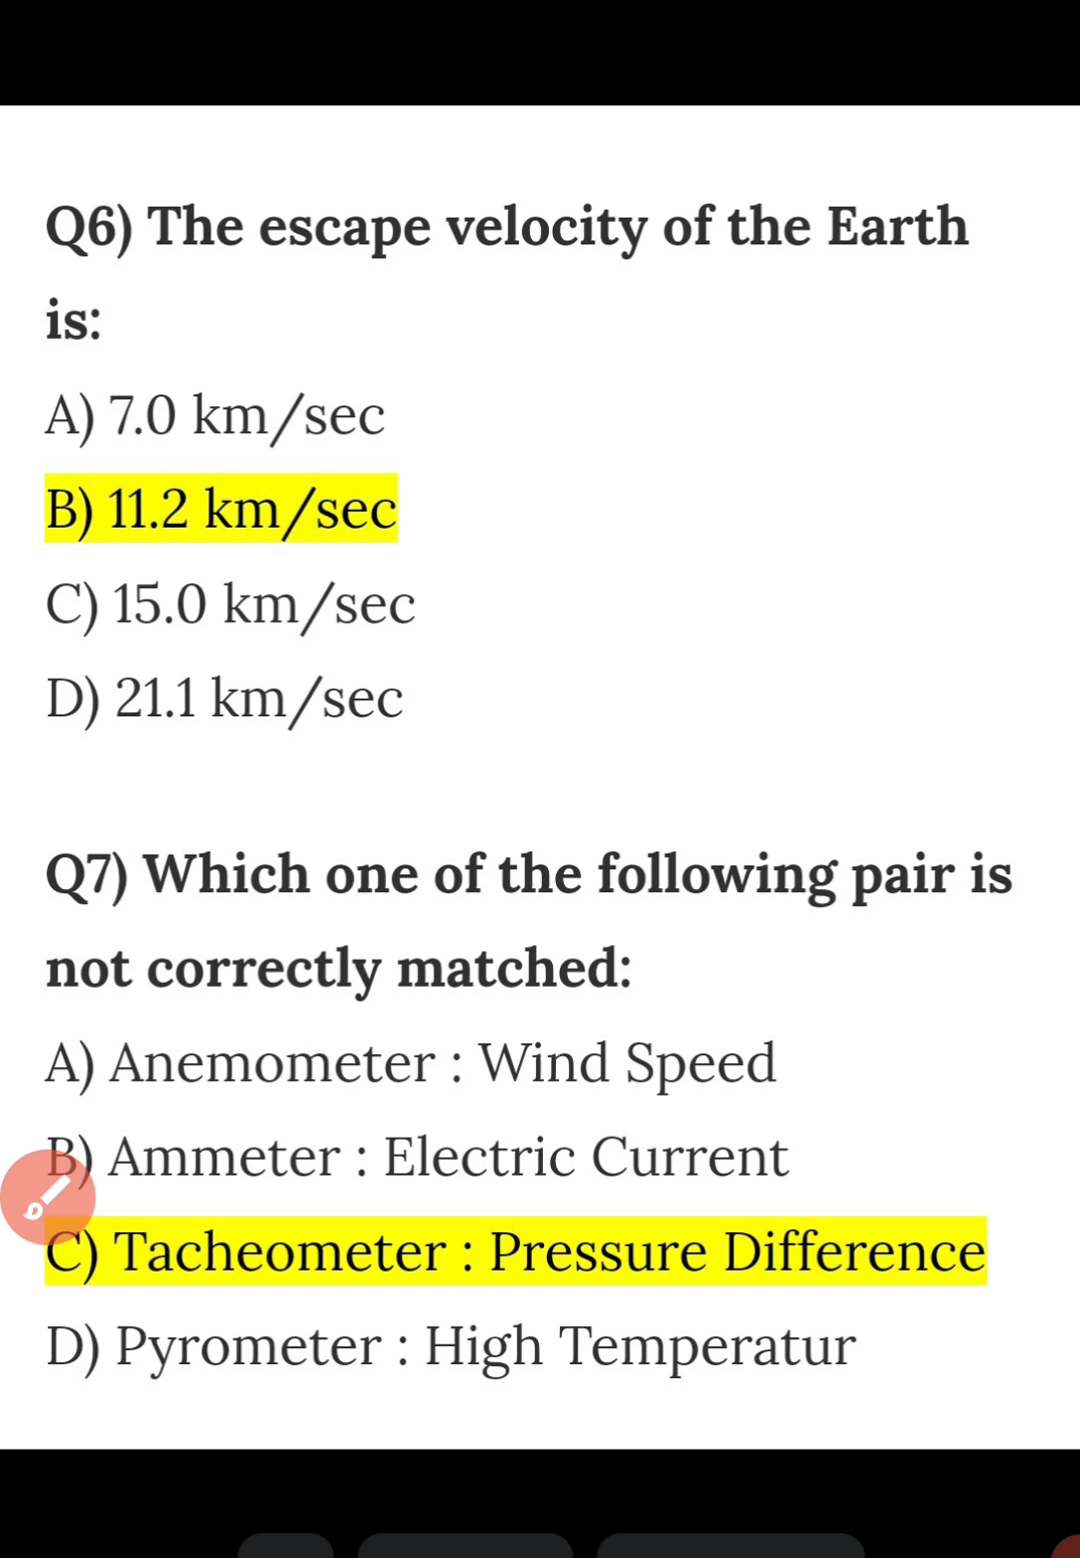 Q6) The escape velocity of the Earth
is:
A) 7.0 km/sec
B) 11.2 km/sec
C) 15.0 km/sec
D) 21.1 km/sec
Q7) Which one of the following pair is
not correctly matched:
A) Anemometer : Wind Speed
B) Ammeter : Electric Current
C) Tacheometer : Pressure Difference
D) Pyrometer : High Temperatur